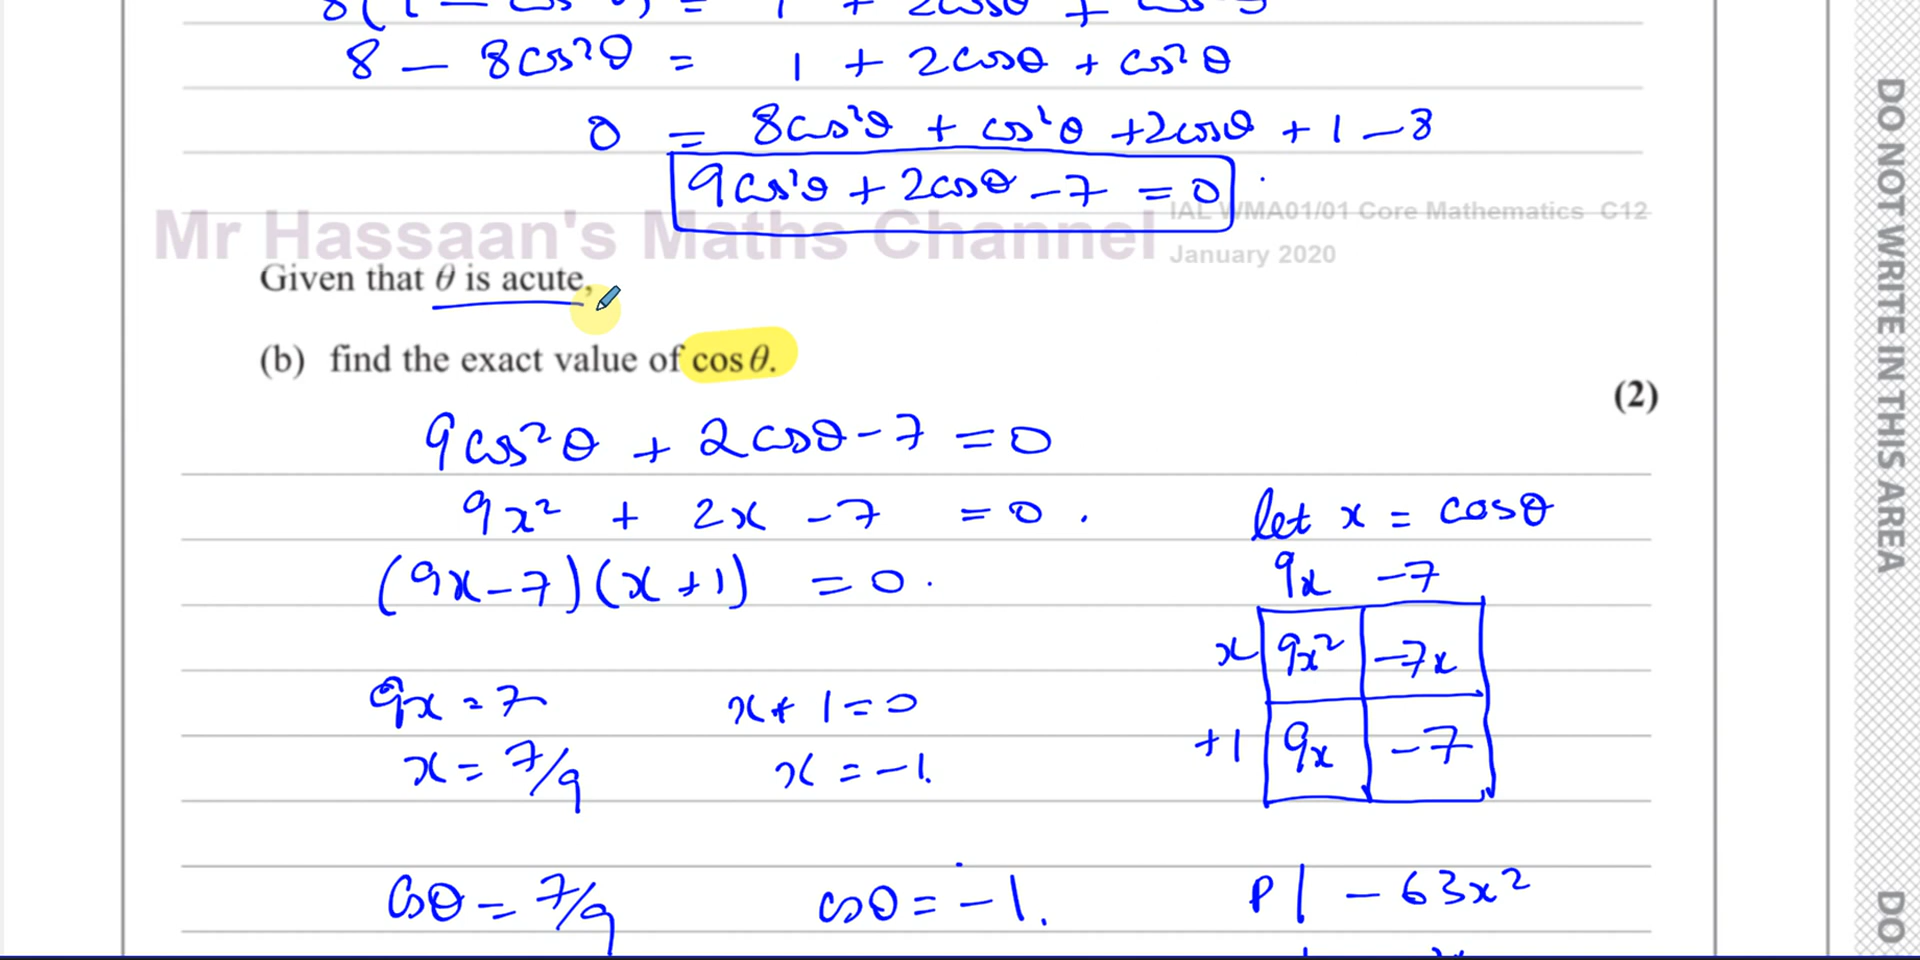 8 - 8cos²θ = 1 + 2cosθ + cos²θ
0 = 8cos²θ + cos²θ + 2cosθ + 1 - 8
9cos²θ + 2cosθ - 7 = 0
Mr Hassaan's Maths Channel
IAL WMA01/01 Core Mathematics C12
January 2020
Given that θ is acute,
(b) find the exact value of cos θ.
(2)
9cos²θ + 2cosθ - 7 = 0
9x² + 2x - 7 = 0. let x = cosθ
(9x-7)(x+1) = 0.
9x -7
x 9x² -7x
+1 9x -7
9x = 7 x + 1 = 0
x = 7/9 x = -1.
cosθ = 7/9 cosθ = -1.
P | - 63x²
DO NOT WRITE IN THIS AREA
DO